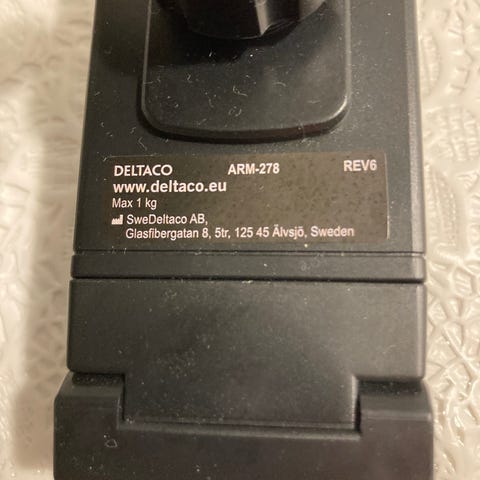 DELTACO ARM-278 REV6
www.deltaco.eu
Max 1 kg
SweDeltaco AB,
Glasfibergatan 8, 5tr, 125 45 Älvsjö, Sweden